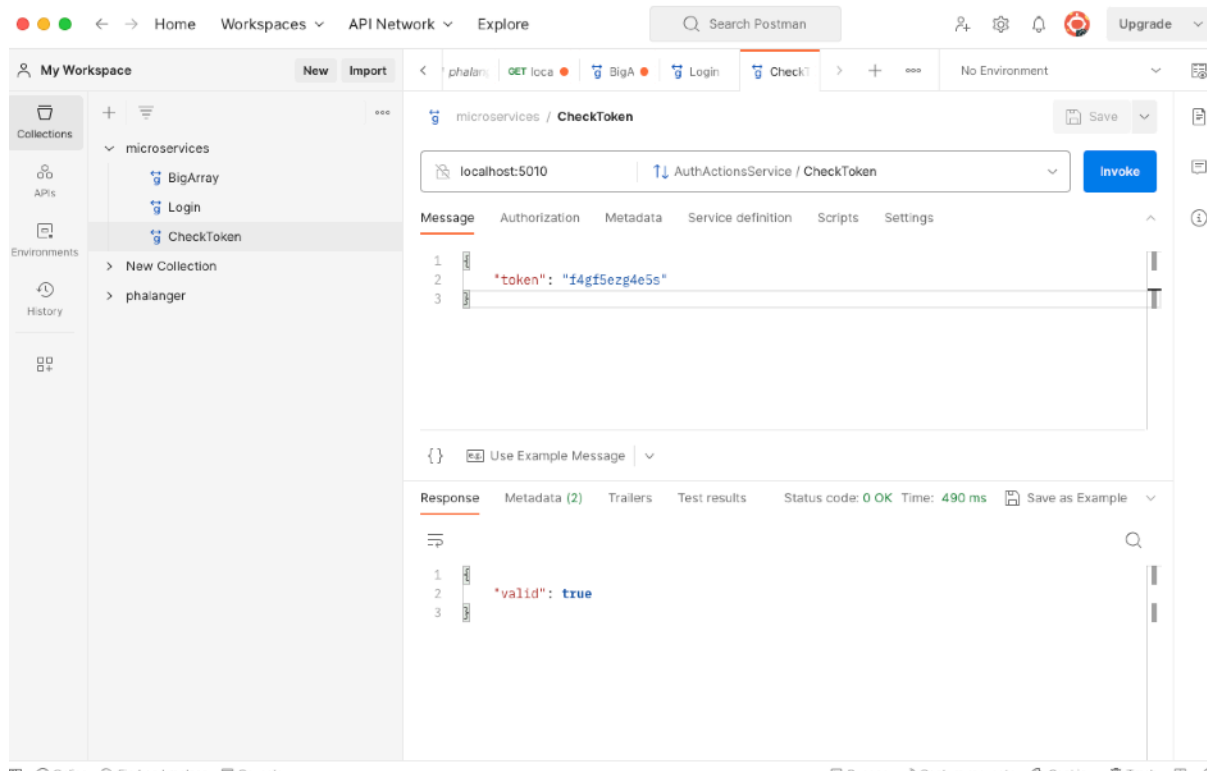 Home Workspaces API Network Explore Search Postman Upgrade
My Workspace New Import
GET loca BigA Login CheckT No Environment
Collections
APIs
Environments
History
microservices
BigArray
Login
CheckToken
New Collection
phalanger
microservices / CheckToken Save
localhost:5010 AuthActionsService / CheckToken Invoke
Message Authorization Metadata Service definition Scripts Settings
1 {
2 "token": "f4gf5ezg4e5s"
3 }
{} Use Example Message
Response Metadata (2) Trailers Test results Status code: 0 OK Time: 490 ms Save as Example
1 {
2 "valid": true
3 }